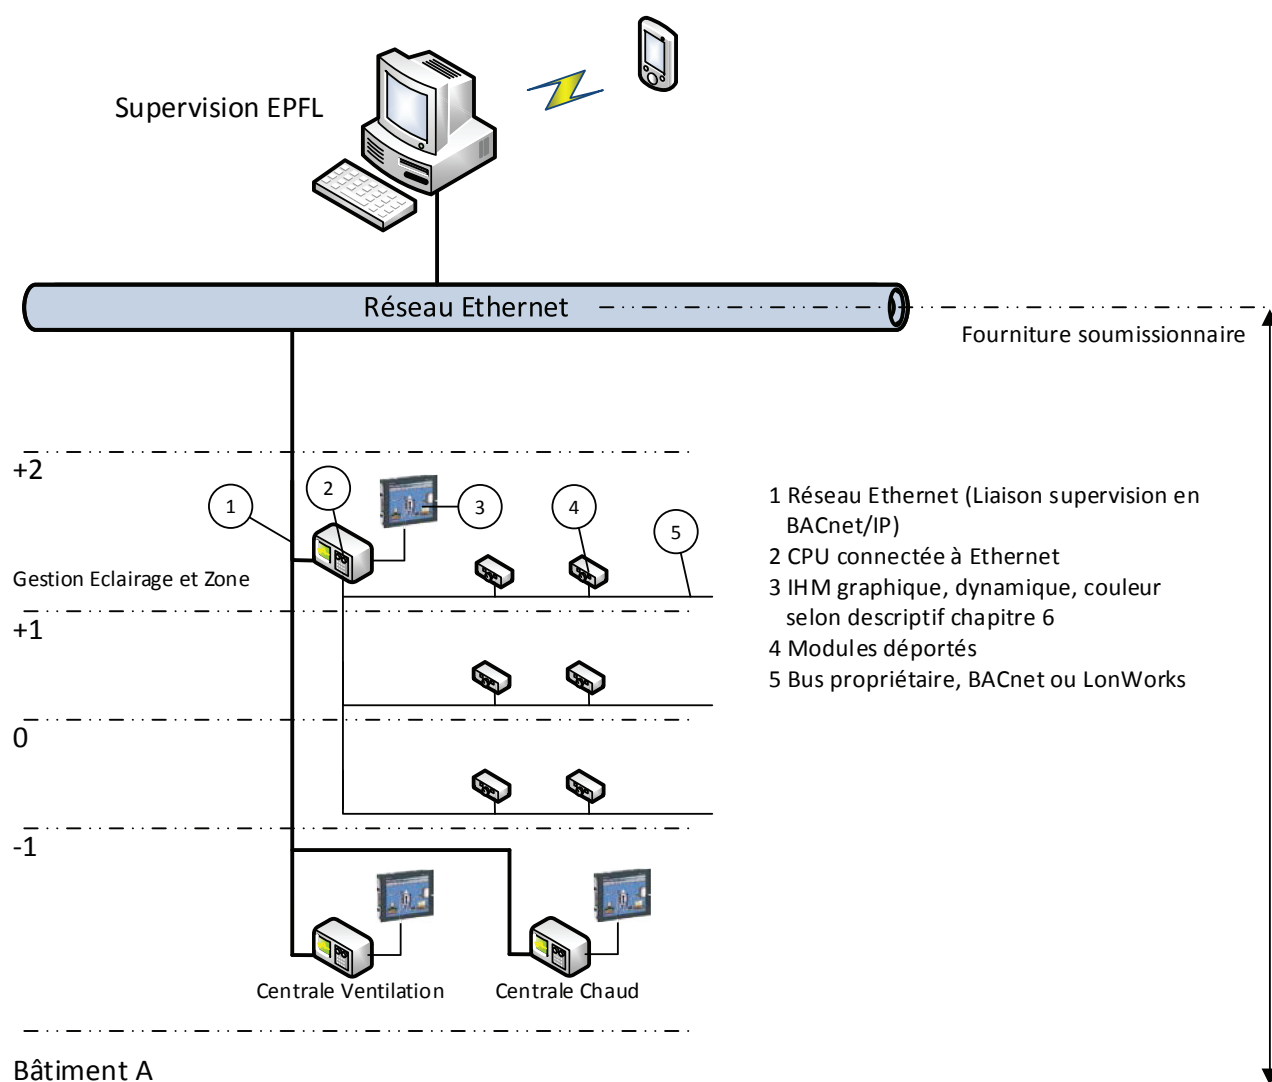 Supervision EPFL
Réseau Ethernet
Fourniture soumissionnaire
+2
1
2
3
4
5
1 Réseau Ethernet (Liaison supervision en
BACnet/IP)
2 CPU connectée à Ethernet
3 IHM graphique, dynamique, couleur
selon descriptif chapitre 6
4 Modules déportés
5 Bus propriétaire, BACnet ou LonWorks
Gestion Eclairage et Zone
+1
0
-1
Centrale Ventilation
Centrale Chaud
Bâtiment A